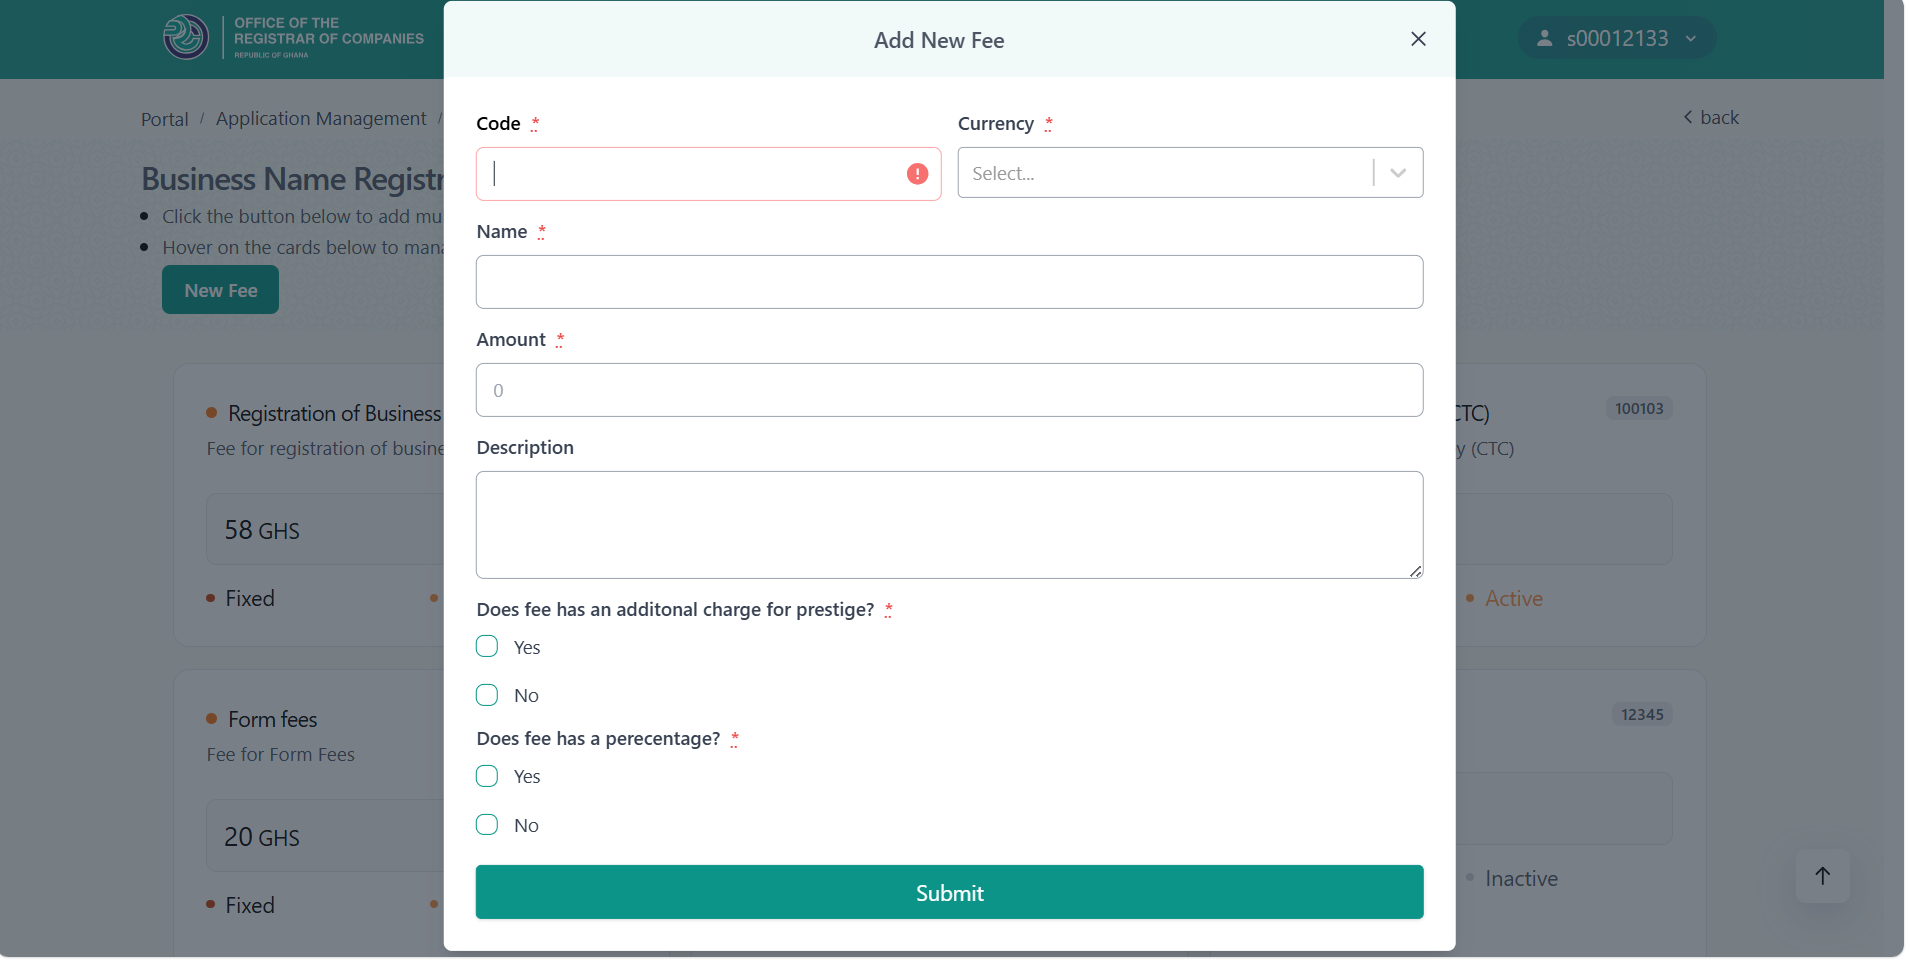 OFFICE OF THE
REGISTRAR OF COMPANIES
REPUBLIC OF GHANA
s00012133
Portal / Application Management /
back
Business Name Registr
Click the button below to add mu
Hover on the cards below to mana
New Fee
Add New Fee
Code *
Currency *
Select...
Name *
Amount *
0
Description
Does fee has an additonal charge for prestige? *
Yes
No
Does fee has a perecentage? *
Yes
No
Submit
Registration of Business
Fee for registration of busine
58 GHS
Fixed
CTC)
100103
y (CTC)
Active
Form fees
Fee for Form Fees
20 GHS
Fixed
12345
Inactive